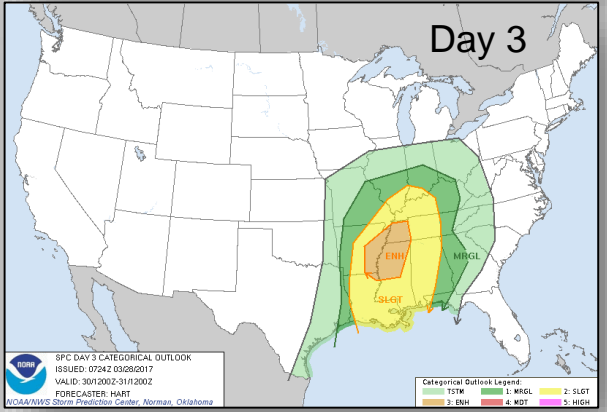 Day 3
ENH
MRGL
SLGT
NOAA
SPC DAY 3 CATEGORICAL OUTLOOK
ISSUED: 0724Z 03/28/2017
VALID: 30/1200Z-31/1200Z
FORECASTER: HART
NOAA/NWS Storm Prediction Center, Norman, Oklahoma
Categorical Outlook Legend:
TSTM 1: MRGL 2: SLGT
3: ENH 4: MDT 5: HIGH